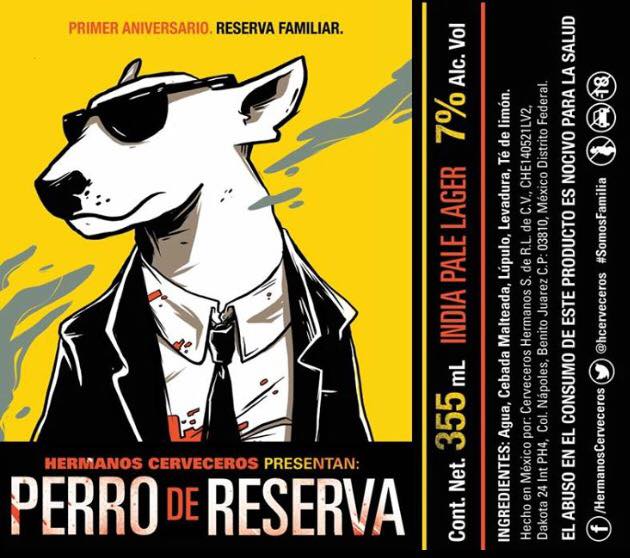 PRIMER ANIVERSARIO. RESERVA FAMILIAR.
HERMANOS CERVECEROS PRESENTAN:
PERRO DE RESERVA
Cont. Net. 355 mL INDIA PALE LAGER 7% Alc. Vol
INGREDIENTES: Agua, Cebada Malteada, Lúpulo, Levadura, Té de limón.
Hecho en México por: Cerveceros Hermanos S. de R.L. de C.V., CHE140521LV2,
Dakota 24 Int PH4, Col. Nápoles, Benito Juarez C.P: 03810, México Distrito Federal.
EL ABUSO EN EL CONSUMO DE ESTE PRODUCTO ES NOCIVO PARA LA SALUD
f /HermanosCerveceros @hcerveceros #SomosFamilia
18